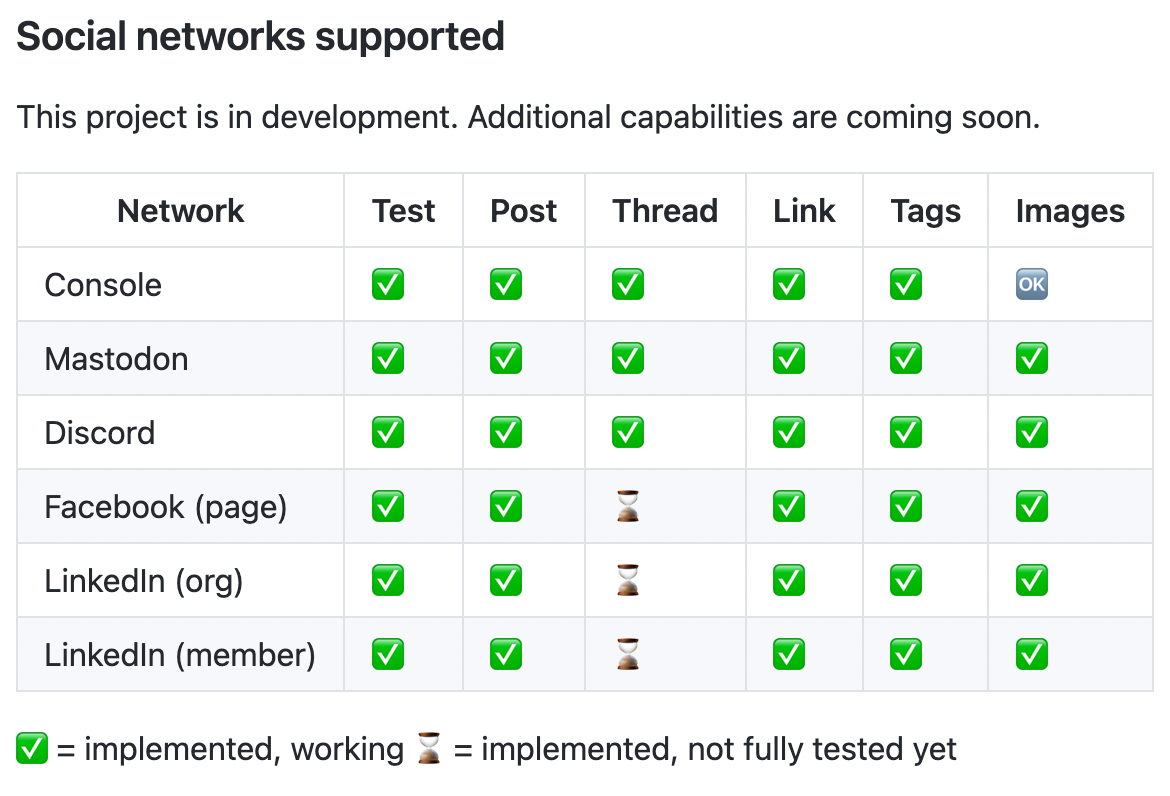 Social networks supported
This project is in development. Additional capabilities are coming soon.
Network Test Post Thread Link Tags Images
Console ✅ ✅ ✅ ✅ ✅ 🆗
Mastodon ✅ ✅ ✅ ✅ ✅ ✅
Discord ✅ ✅ ✅ ✅ ✅ ✅
Facebook (page) ✅ ✅ ⏳ ✅ ✅ ✅
LinkedIn (org) ✅ ✅ ⏳ ✅ ✅ ✅
LinkedIn (member) ✅ ✅ ⏳ ✅ ✅ ✅
✅ = implemented, working ⏳ = implemented, not fully tested yet